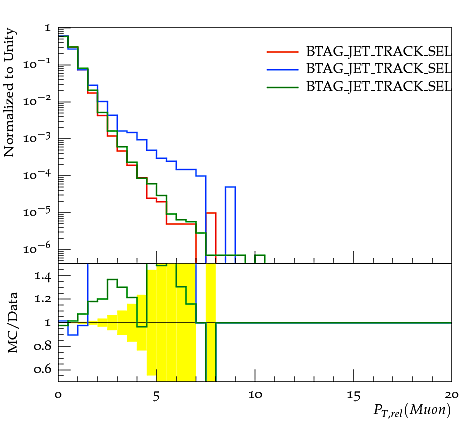 Normalized to Unity
1
10⁻¹
10⁻²
10⁻³
10⁻⁴
10⁻⁵
10⁻⁶
BTAG_JET_TRACK_SEL
BTAG_JET_TRACK_SEL
BTAG_JET_TRACK_SEL
MC/Data
1.4
1.2
1
0.8
0.6
0 5 10 15 20
P_{T,rel}(Muon)